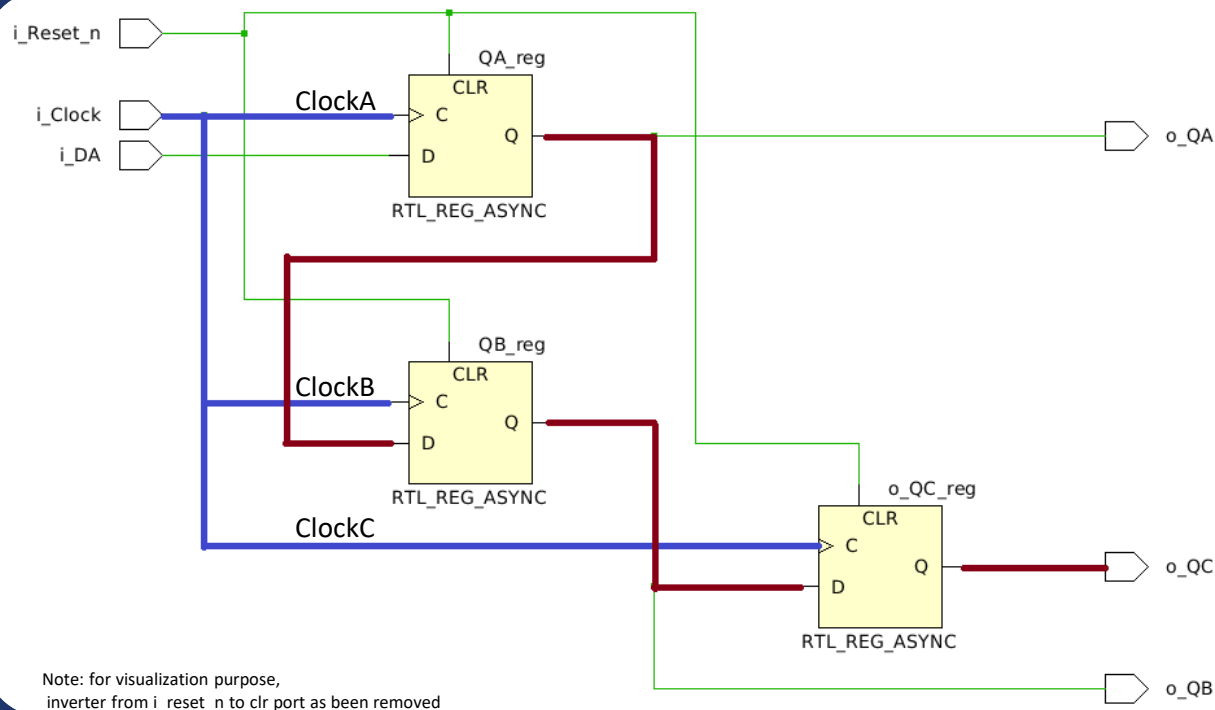 i_Reset_n
QA_reg
CLR
i_Clock
ClockA
C
Q
o_QA
i_DA
D
RTL_REG_ASYNC
QB_reg
CLR
ClockB
C
Q
D
RTL_REG_ASYNC
o_QC_reg
CLR
ClockC
C
Q
o_QC
D
RTL_REG_ASYNC
Note: for visualization purpose,
inverter from i_reset_n to clr port as been removed
o_QB